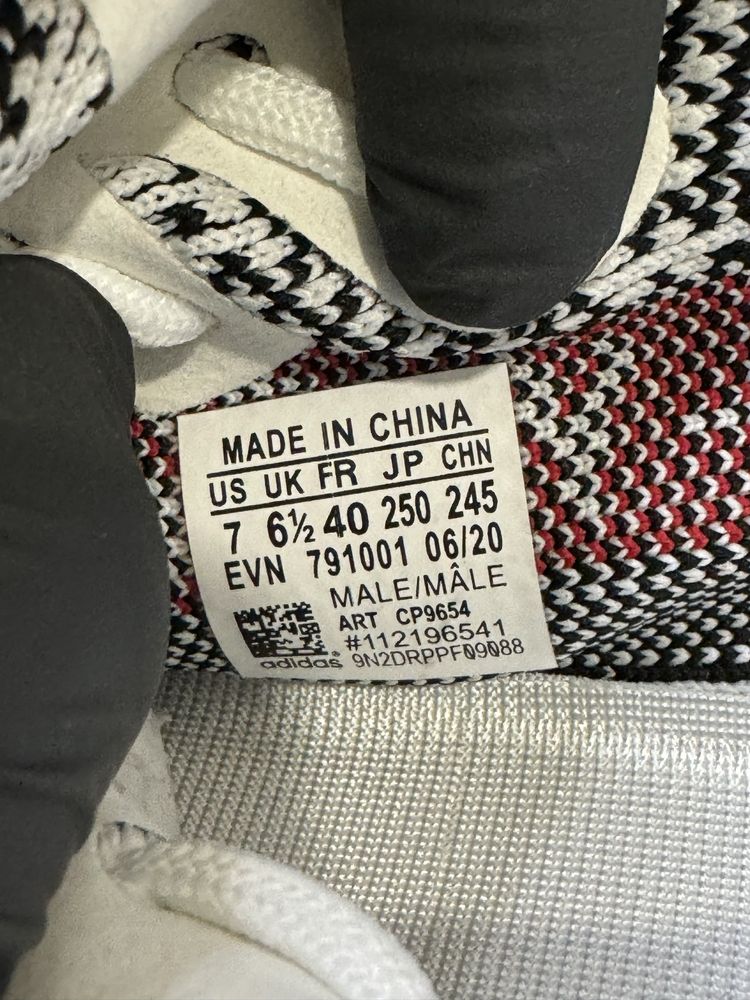 MADE IN CHINA
US UK FR JP CHN
7 6½ 40 250 245
EVN 791001 06/20
MALE/MÂLE
ART CP9654
#112196541
adidas® 9N2DRPPF09088